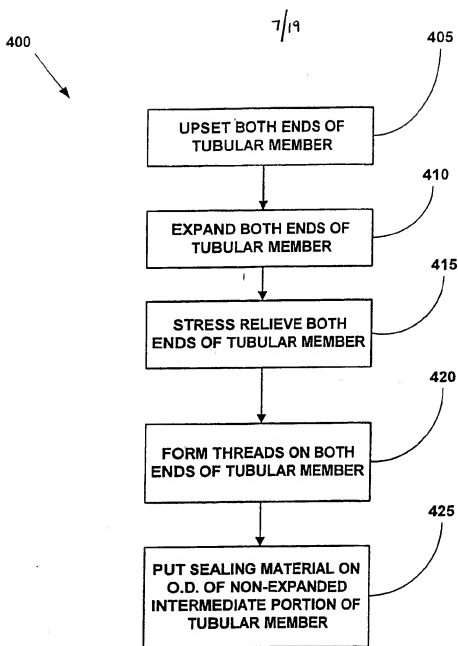 7/19
400
405
UPSET BOTH ENDS OF
TUBULAR MEMBER
410
EXPAND BOTH ENDS OF
TUBULAR MEMBER
415
STRESS RELIEVE BOTH
ENDS OF TUBULAR MEMBER
420
FORM THREADS ON BOTH
ENDS OF TUBULAR MEMBER
425
PUT SEALING MATERIAL ON
O.D. OF NON-EXPANDED
INTERMEDIATE PORTION OF
TUBULAR MEMBER